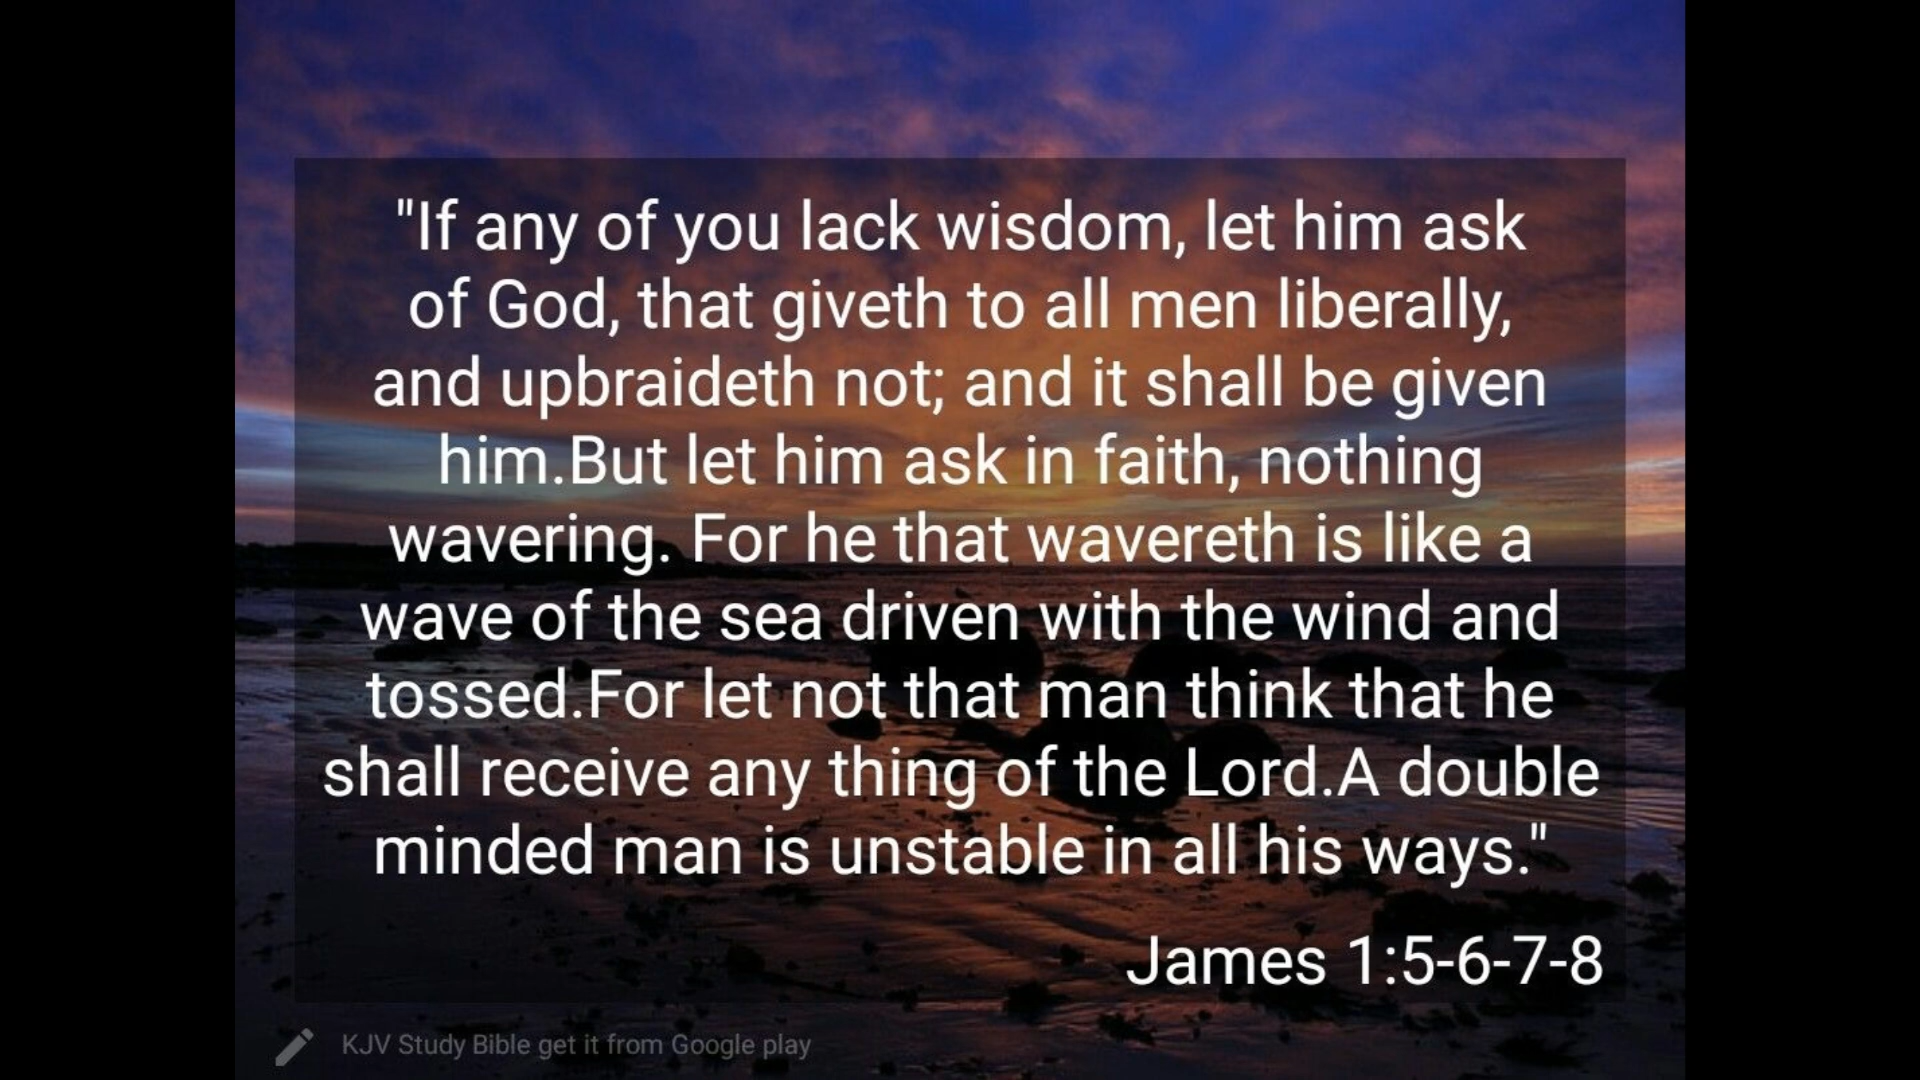 "If any of you lack wisdom, let him ask
of God, that giveth to all men liberally,
and upbraideth not; and it shall be given
him.But let him ask in faith, nothing
wavering. For he that wavereth is like a
wave of the sea driven with the wind and
tossed.For let not that man think that he
shall receive any thing of the Lord.A double
minded man is unstable in all his ways."
James 1:5-6-7-8
KJV Study Bible get it from Google play